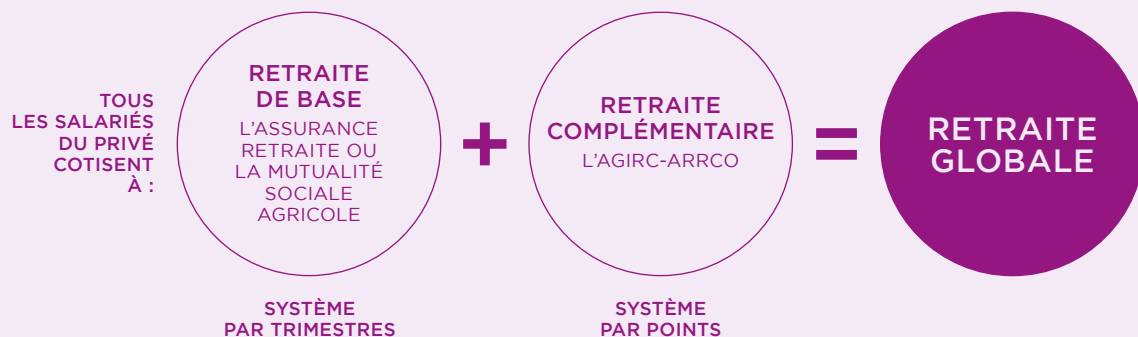 TOUS
LES SALARIÉS
DU PRIVÉ
COTISENT
À :
RETRAITE
DE BASE
L'ASSURANCE
RETRAITE OU
LA MUTUALITÉ
SOCIALE
AGRICOLE
SYSTÈME
PAR TRIMESTRES
+
RETRAITE
COMPLÉMENTAIRE
L'AGIRC-ARRCO
SYSTÈME
PAR POINTS
=
RETRAITE
GLOBALE